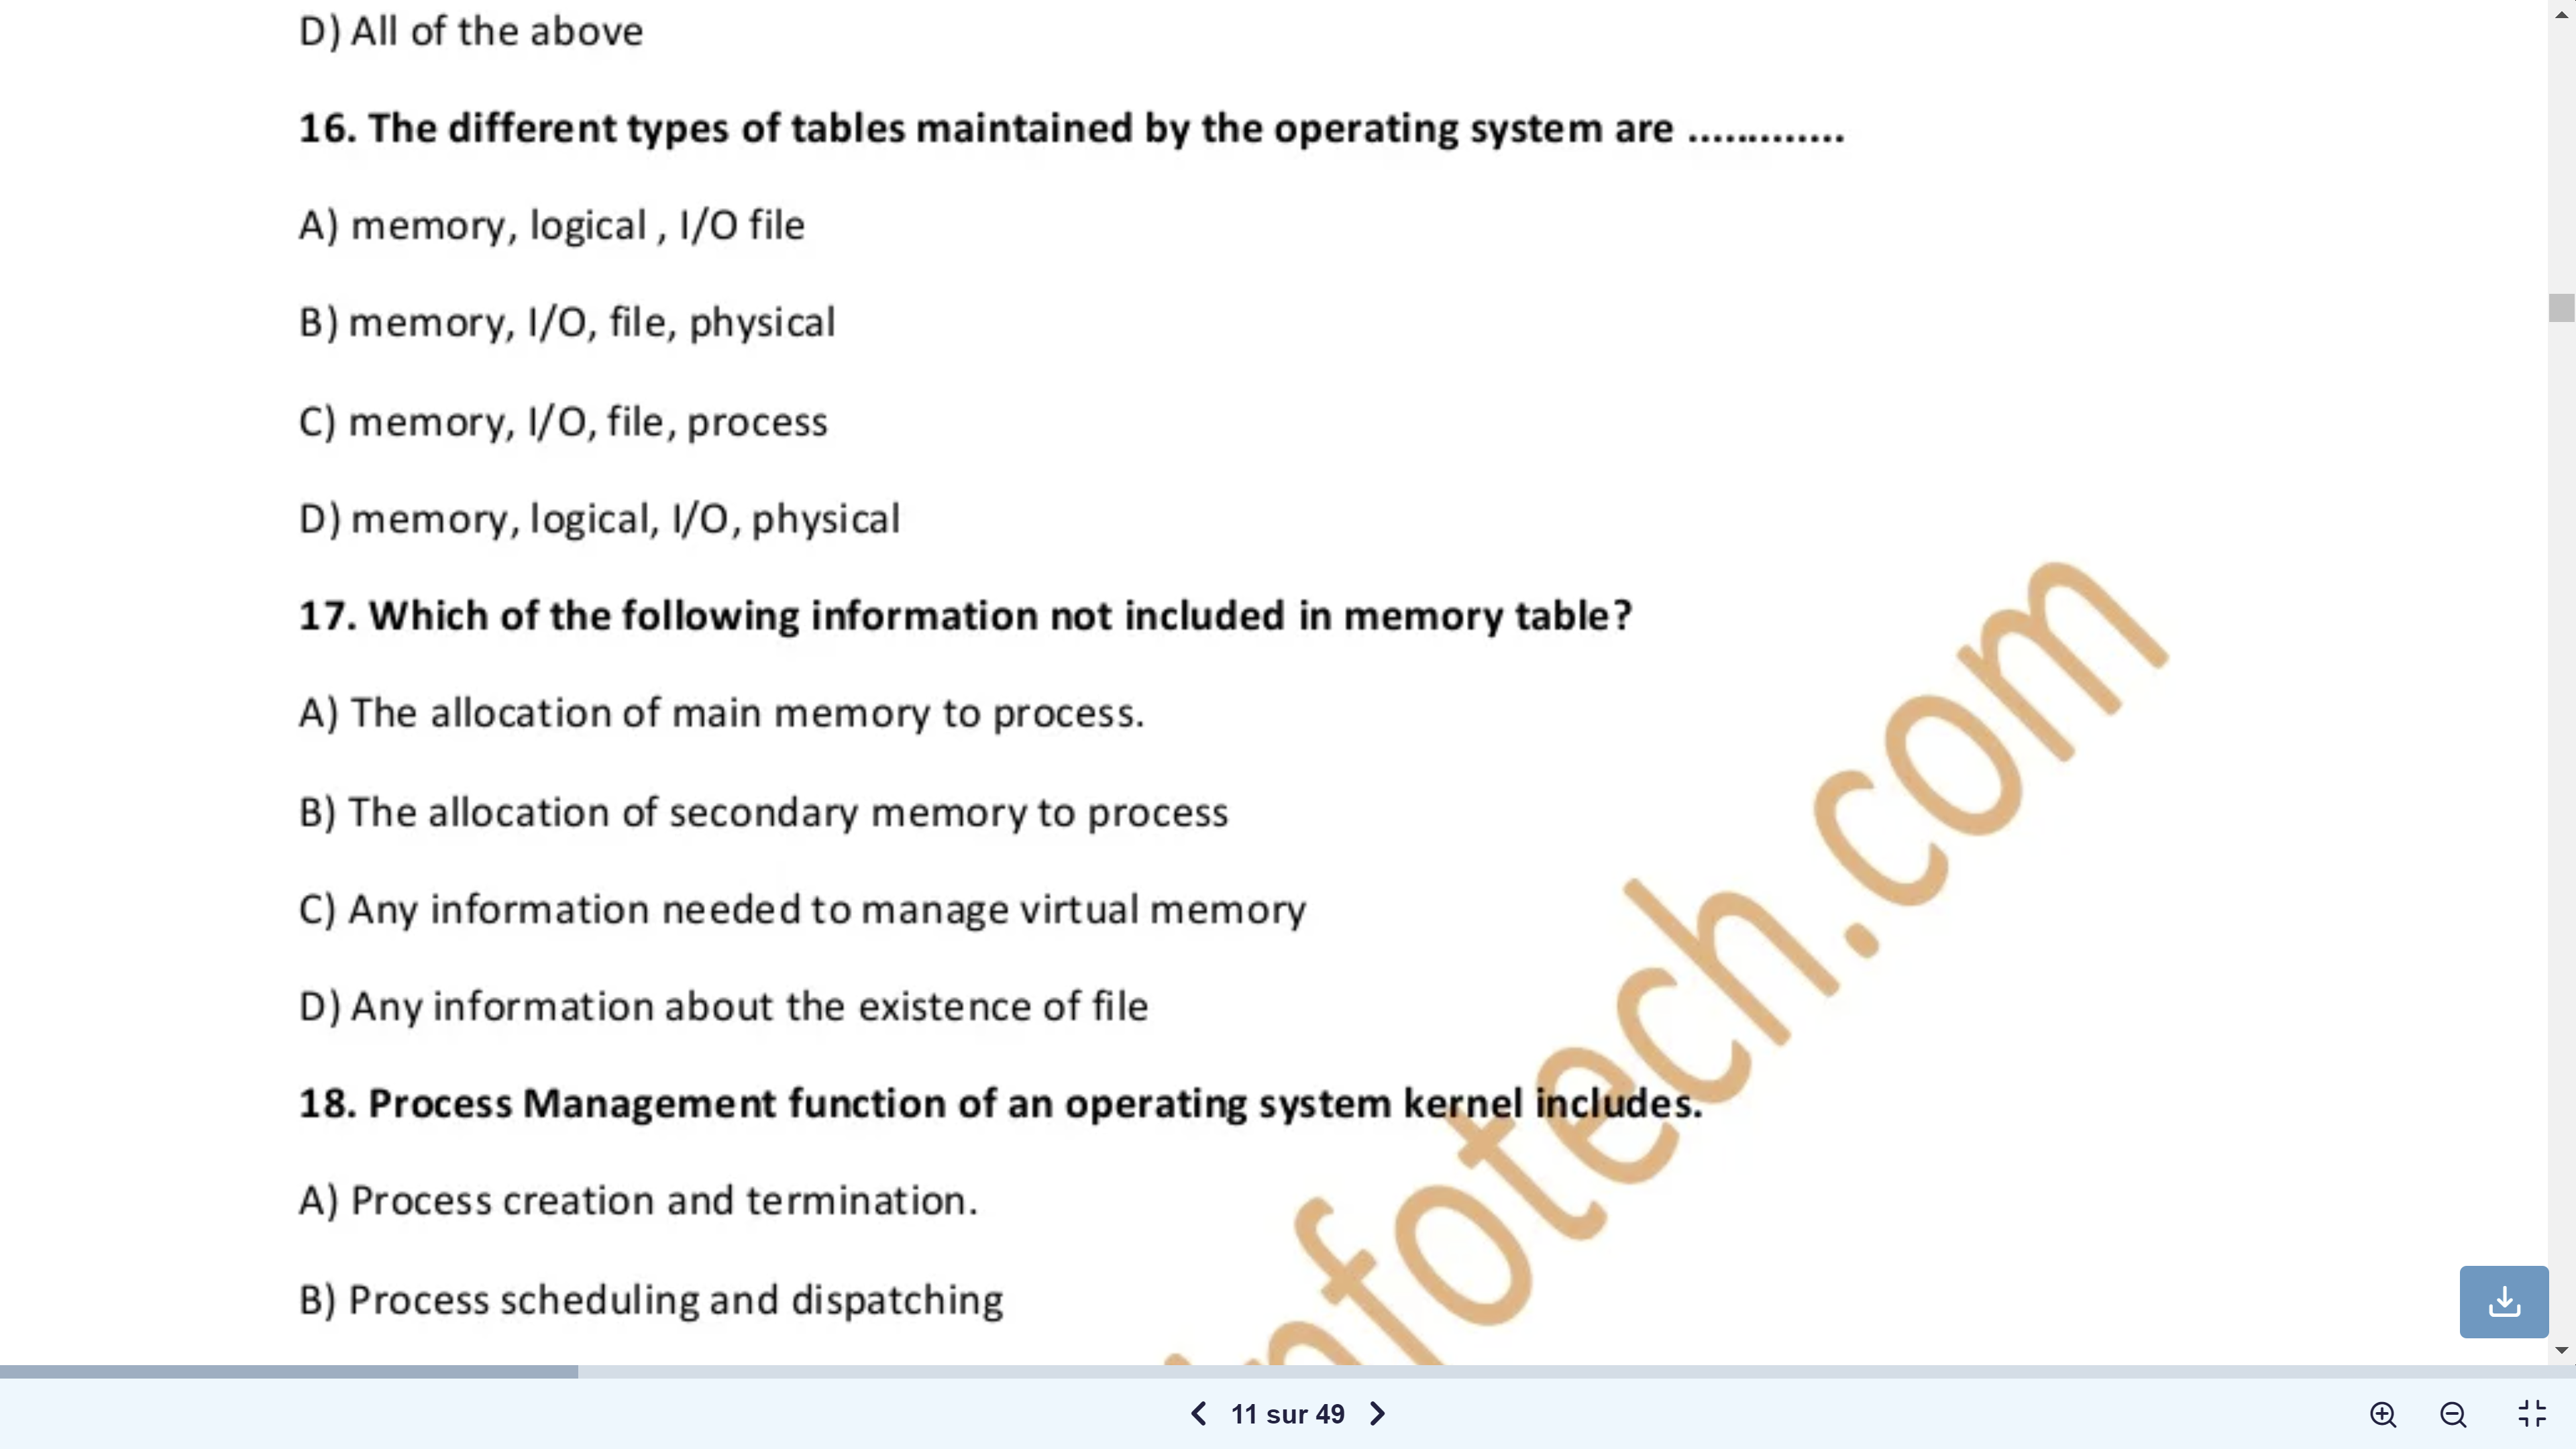 D) All of the above
16. The different types of tables maintained by the operating system are .............
A) memory, logical , I/O file
B) memory, I/O, file, physical
C) memory, I/O, file, process
D) memory, logical, I/O, physical
17. Which of the following information not included in memory table?
A) The allocation of main memory to process.
B) The allocation of secondary memory to process
C) Any information needed to manage virtual memory
D) Any information about the existence of file
18. Process Management function of an operating system kernel includes.
A) Process creation and termination.
B) Process scheduling and dispatching
infotech.com
11 sur 49